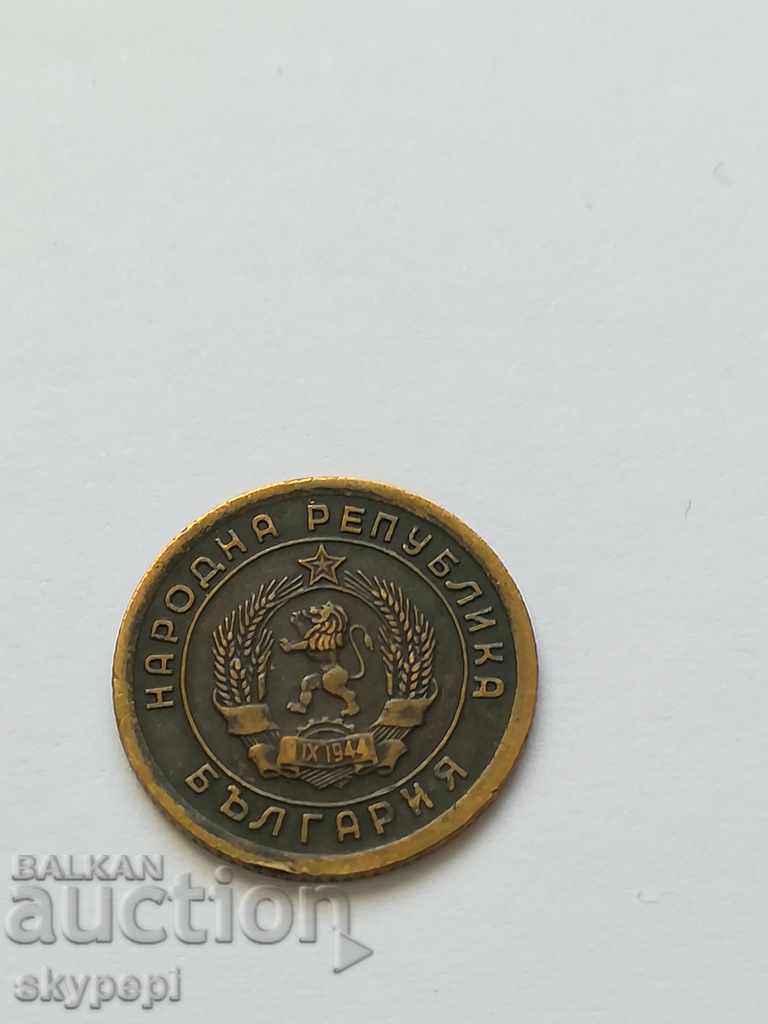 НАРОДНА РЕПУБЛИКА
БЪЛГАРИЯ
IX 1944
BALKAN
auction
skypepi